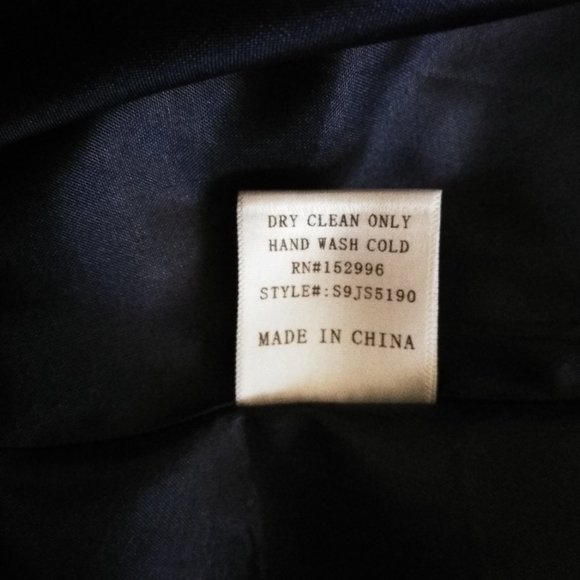 DRY CLEAN ONLY
HAND WASH COLD
RN#152996
STYLE#:S9JS5190
MADE IN CHINA